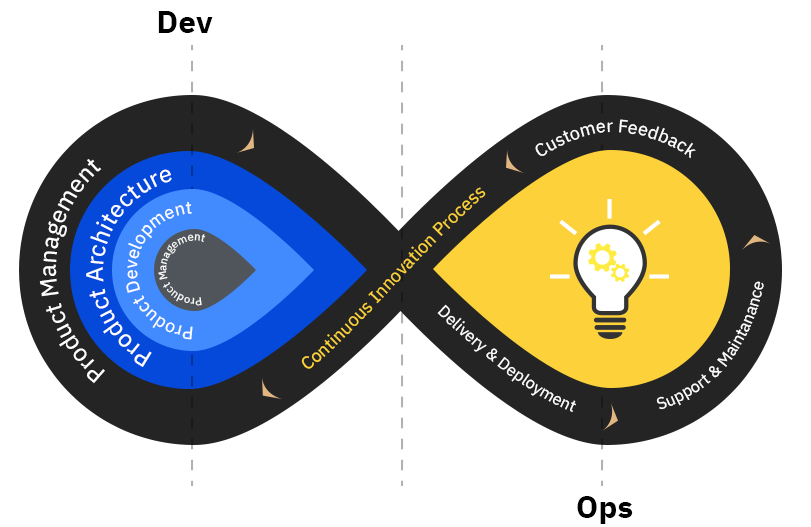 Dev
Product Management
Product Architecture
Product Development
Product Management
Continuous Innovation Process
Customer Feedback
Delivery & Deployment
Support & Maintanance
Ops